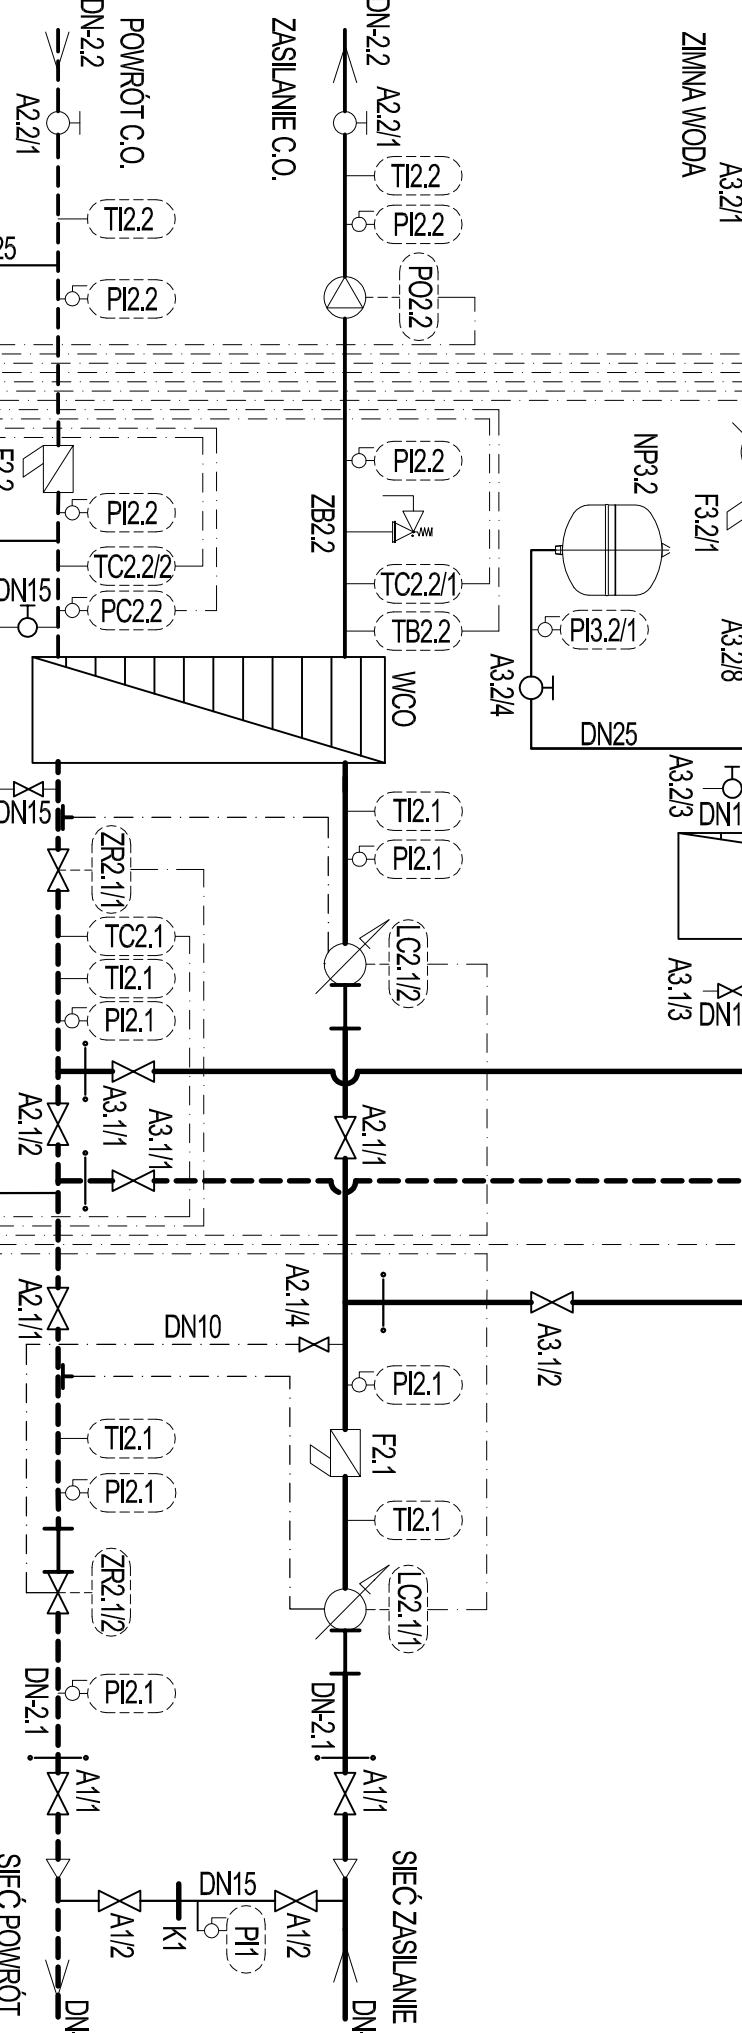 DN-2.2
POWRÓT C.O.
ZASILANIE C.O.
DN-2.2
ZIMNA WODA
A3.2/1
A2.2/1
A2.2/1
TI2.2
PI2.2
TI2.2
PI2.2
PO2.2
PI2.2
ZB2.2
NP3.2
F3.2/1
F2.2
PI2.2
TC2.2/2
PC2.2
TC2.2/1
TB2.2
PI3.2/1
A3.2/8
A3.2/4
DN15
WCO
DN25
A3.2/3
DN15
TI2.1
PI2.1
ZR2.1/1
TC2.1
TI2.1
PI2.1
LC2.1/2
A3.1/3
A2.1/2
A3.1/1
A3.1/1
A2.1/1
A2.1/1
DN10
A2.1/4
A3.1/2
PI2.1
TI2.1
PI2.1
F2.1
TI2.1
ZR2.1/2
LC2.1/1
PI2.1
DN-2.1
DN-2.1
A1/1
A1/1
SIEĆ ZASILANIE
DN15
A1/2
K1
PI1
A1/2
SIEĆ POWRÓT
DN-
DN-